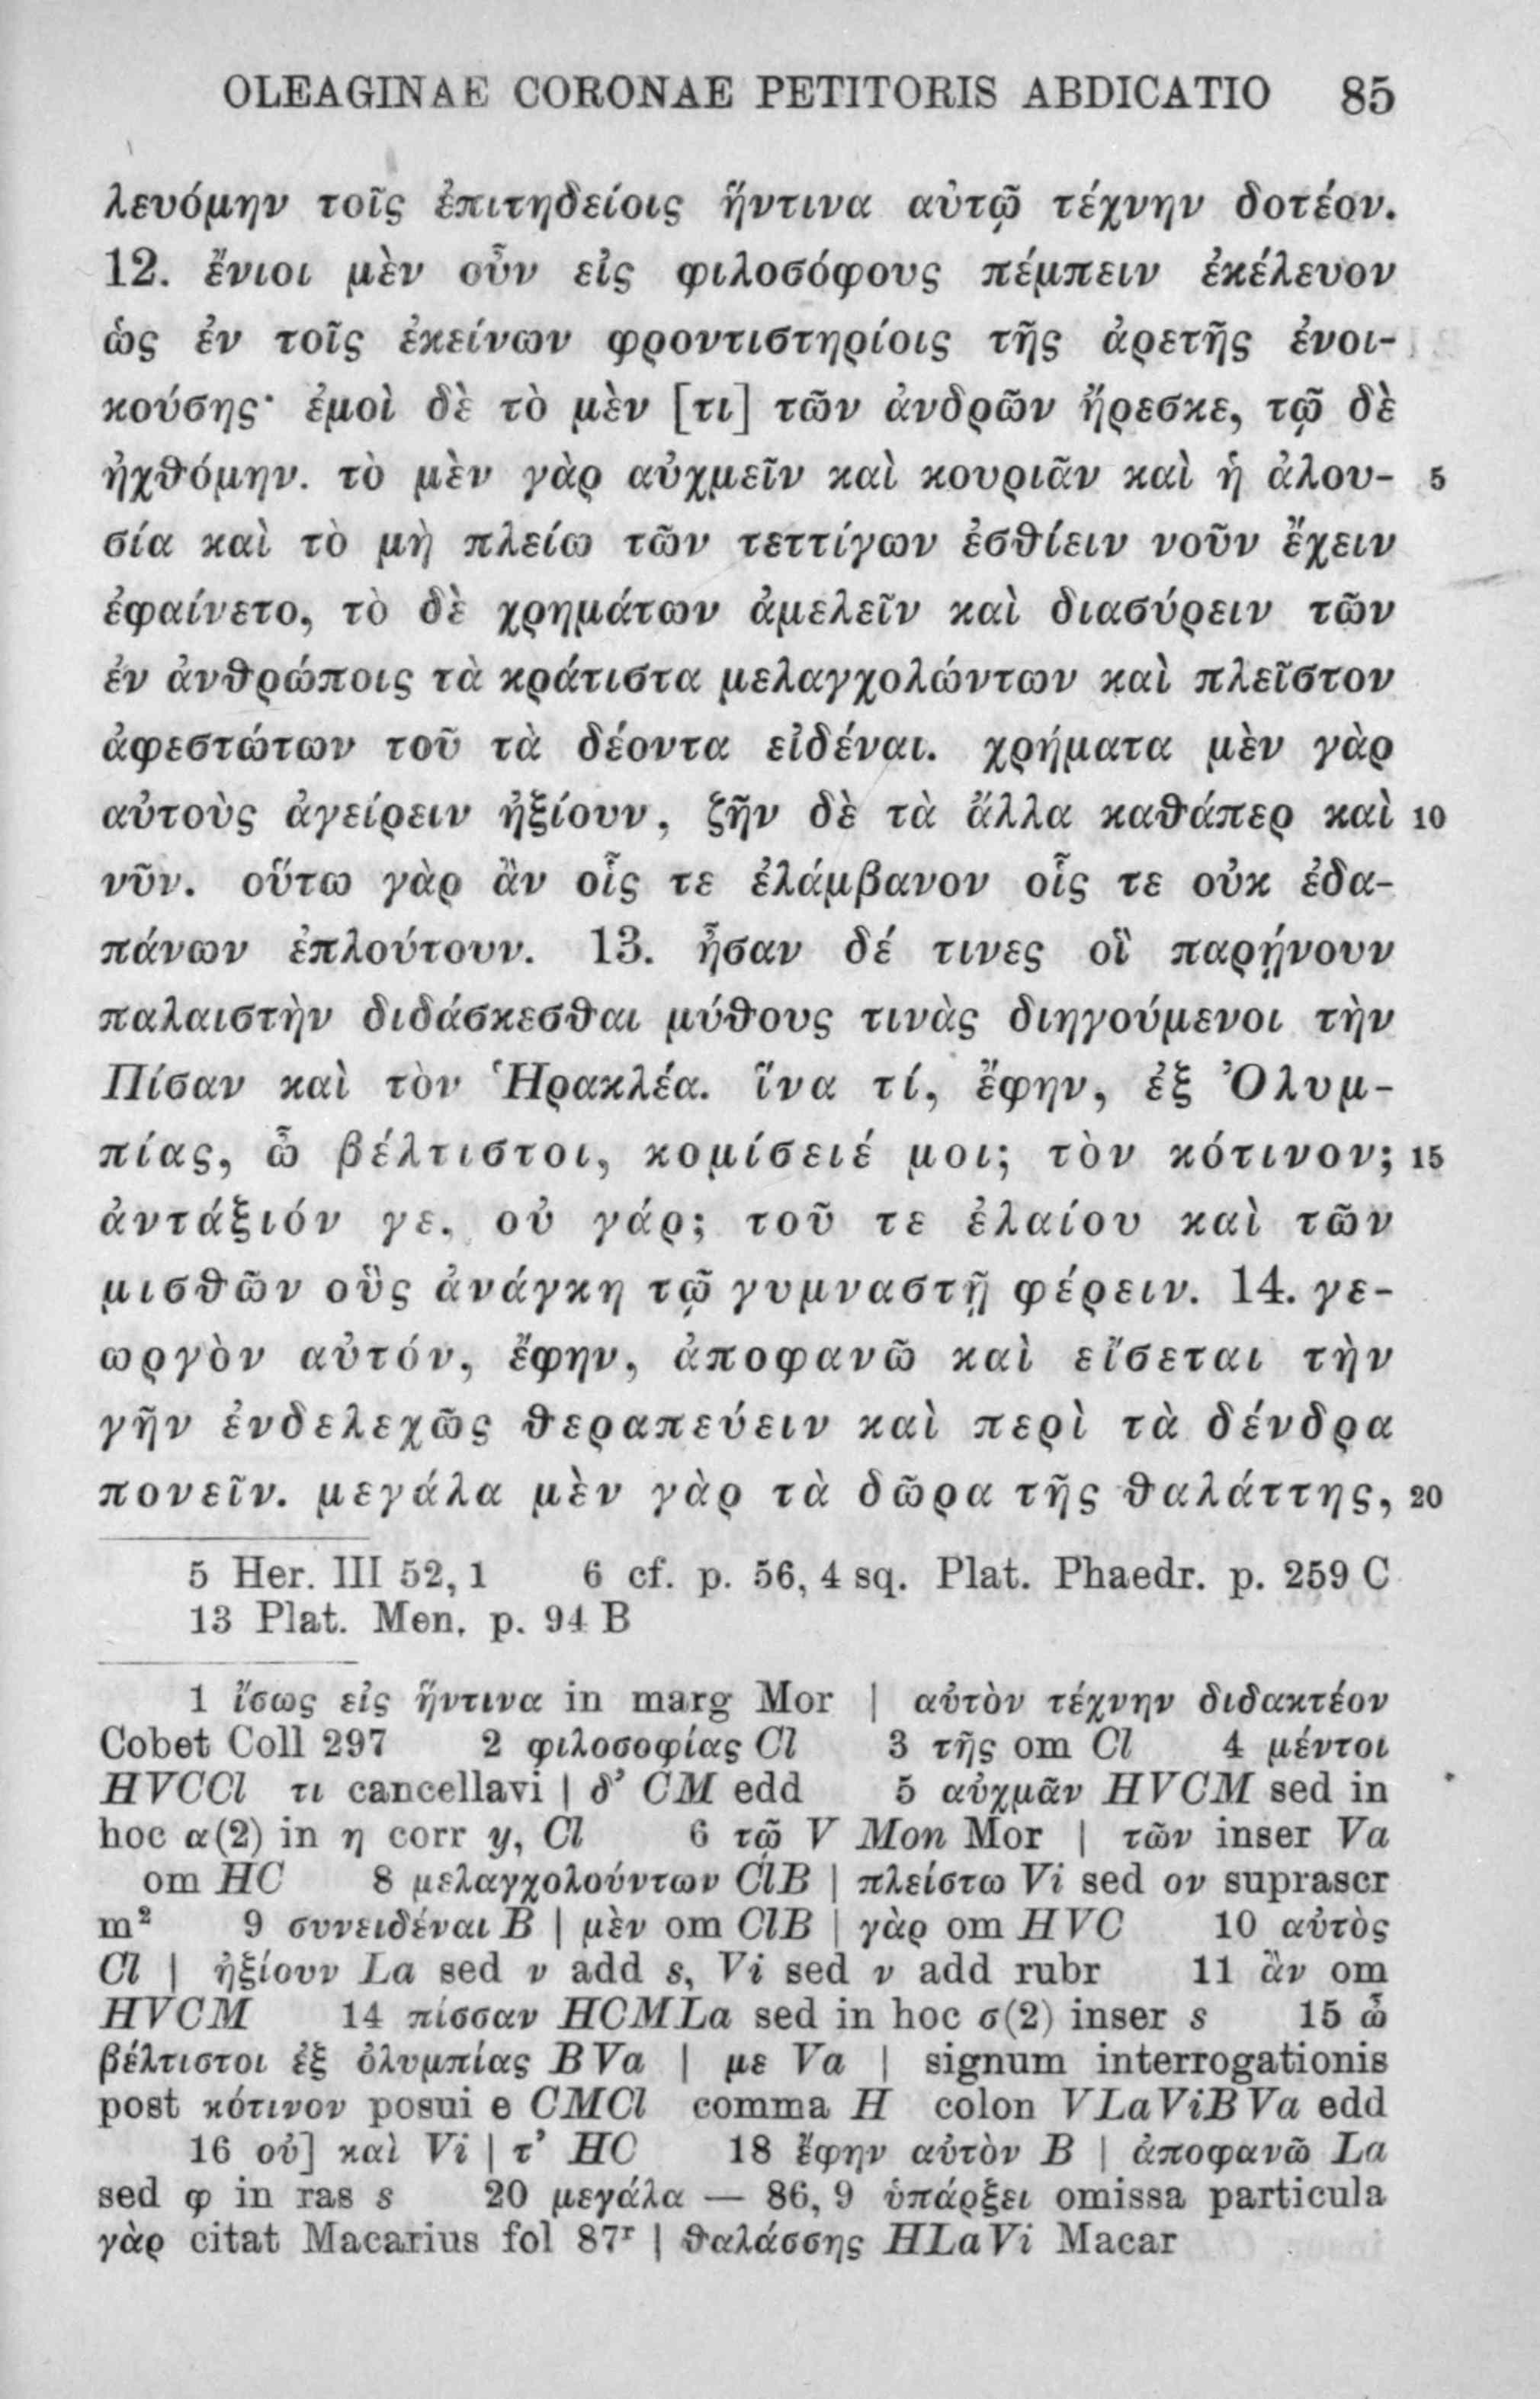 OLEAGINAE CORONAE PETITORIS ABDICATIO 85
λευόμην τοῖς ἐπιτηδείοις ἥντινα αὐτῷ τέχνην δοτέον.
12. ἔνιοι μὲν οὖν εἰς φιλοσόφους πέμπειν ἐκέλευον
ὡς ἐν τοῖς ἐκείνων φροντιστηρίοις τῆς ἀρετῆς ἐνοι-
κούσης· ἐμοὶ δὲ τὸ μὲν [τι] τῶν ἀνδρῶν ἤρεσκε, τῷ δὲ
ἠχθόμην. τὸ μὲν γὰρ αὐχμεῖν καὶ κουριᾶν καὶ ἡ ἀλου- 5
σία καὶ τὸ μὴ πλείω τῶν τεττίγων ἐσθίειν νοῦν ἔχειν
ἐφαίνετο, τὸ δὲ χρημάτων ἀμελεῖν καὶ διασύρειν τῶν
ἐν ἀνθρώποις τὰ κράτιστα μελαγχολώντων καὶ πλεῖστον
ἀφεστώτων τοῦ τὰ δέοντα εἰδέναι. χρήματα μὲν γὰρ
αὐτοὺς ἀγείρειν ἠξίουν, ζῆν δὲ τὰ ἄλλα καθάπερ καὶ 10
νῦν. οὕτω γὰρ ἂν οἷς τε ἐλάμβανον οἷς τε οὐκ ἐδα-
πάνων ἐπλούτουν. 13. ἦσαν δέ τινες οἳ παρῄνουν
παλαιστὴν διδάσκεσθαι μύθους τινὰς διηγούμενοι τὴν
Πίσαν καὶ τὸν Ἡρακλέα. ἵνα τί, ἔφην, ἐξ Ὀλυμ-
πίας, ὦ βέλτιστοι, κομίσειέ μοι; τὸν κότινον; 15
ἀντάξιόν γε, οὐ γάρ; τοῦ τε ἐλαίου καὶ τῶν
μισθῶν οὓς ἀνάγκη τῷ γυμναστῇ φέρειν. 14. γε-
ωργὸν αὐτόν, ἔφην, ἀποφανῶ καὶ εἴσεται τὴν
γῆν ἐνδελεχῶς θεραπεύειν καὶ περὶ τὰ δένδρα
πονεῖν. μεγάλα μὲν γὰρ τὰ δῶρα τῆς θαλάττης, 20
5 Her. III 52, 1 6 cf. p. 56, 4 sq. Plat. Phaedr. p. 259 C
13 Plat. Men. p. 94 B
1 ἴσως εἰς ἥντινα in marg Mor | αὐτὸν τέχνην διδακτέον
Cobet Coll 297 2 φιλοσοφίας Cl 3 τῆς om Cl 4 μέντοι
HVCCl τι cancellavi | δ’ CM edd 5 αὐχμᾶν HVCM sed in
hoc α(2) in η corr y, Cl 6 τῷ V Mon Mor | τῶν inser Va
om HC 8 μελαγχολούντων ClB | πλείστω Vi sed ον suprascr
m² 9 συνειδέναι B | μὲν om ClB | γὰρ om HVC 10 αὐτὸς
Cl | ἠξίουν La sed ν add s, Vi sed ν add rubr 11 ἂν om
HVCM 14 πίσσαν HCMLa sed in hoc σ(2) inser s 15 ὦ
βέλτιστοι ἐξ ὀλυμπίας BVa | με Va | signum interrogationis
post κότινον posui e CMCl comma H colon VLaViBVa edd
16 οὐ] καὶ Vi | τ’ HC 18 ἔφην αὐτὸν B | ἀποφανῶ La
sed φ in ras s 20 μεγάλα — 86, 9 ὑπάρξει omissa particula
γὰρ citat Macarius fol 87ʳ | θαλάσσης HLaVi Macar